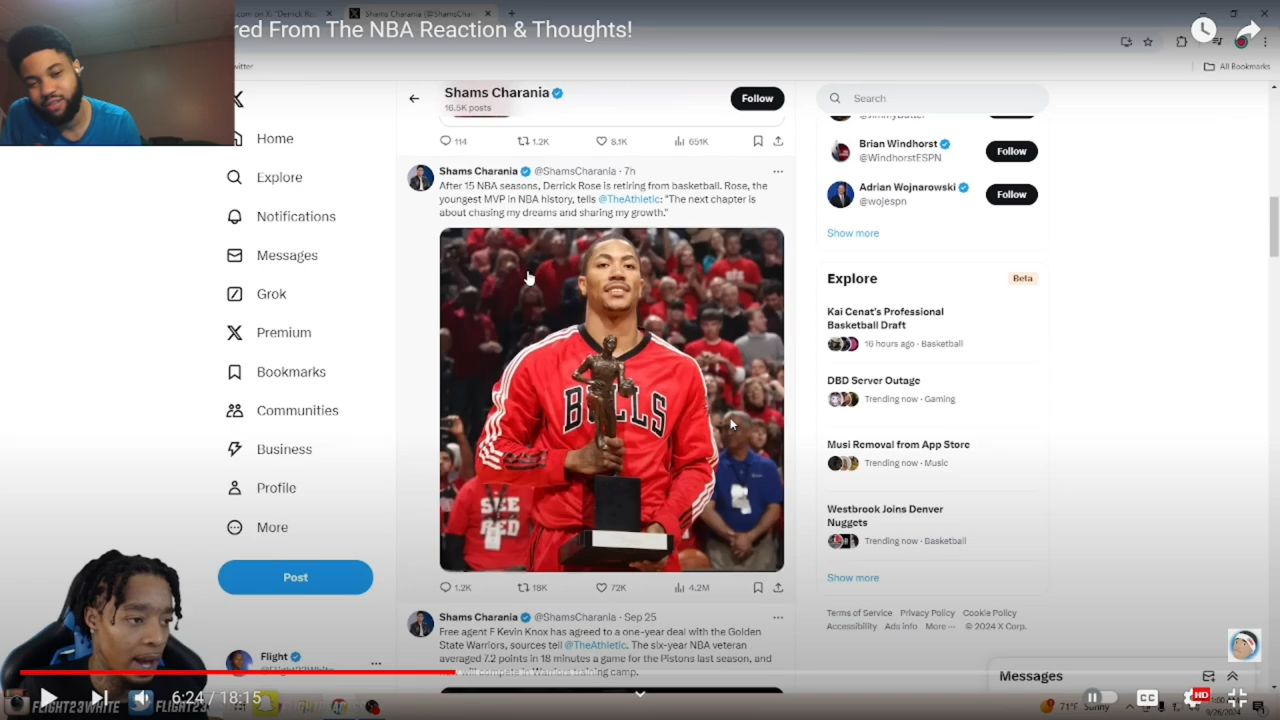 .com on X: "Derrick Ro
Shams Charania (@ShamsChar
red From The NBA Reaction & Thoughts!
All Bookmarks
Shams Charania
16.5K posts
Follow
Search
114
1.2K
8.1K
651K
Home
Explore
Notifications
Messages
Grok
Premium
Bookmarks
Communities
Business
Profile
More
Post
Flight
Shams Charania @ShamsCharania · 7h
After 15 NBA seasons, Derrick Rose is retiring from basketball. Rose, the
youngest MVP in NBA history, tells @TheAthletic: "The next chapter is
about chasing my dreams and sharing my growth."
BULLS
SEE
RED
1.2K
18K
72K
4.2M
Shams Charania @ShamsCharania · Sep 25
Free agent F Kevin Knox has agreed to a one-year deal with the Golden
State Warriors, sources tell @TheAthletic. The six-year NBA veteran
averaged 7.2 points in 18 minutes a game for the Pistons last season, and
training camp.
Brian Windhorst
@WindhorstESPN
Follow
Adrian Wojnarowski
@wojespn
Follow
Show more
Explore
Beta
Kai Cenat's Professional
Basketball Draft
16 hours ago · Basketball
DBD Server Outage
Trending now · Gaming
Musi Removal from App Store
Trending now · Music
Westbrook Joins Denver
Nuggets
Trending now · Basketball
Show more
Terms of Service Privacy Policy Cookie Policy
Accessibility Ads info More ··· © 2024 X Corp.
Messages
6:24 / 18:15
CC
HD
FLIGHT23WHITE
71°F Sunny
9/26/2024